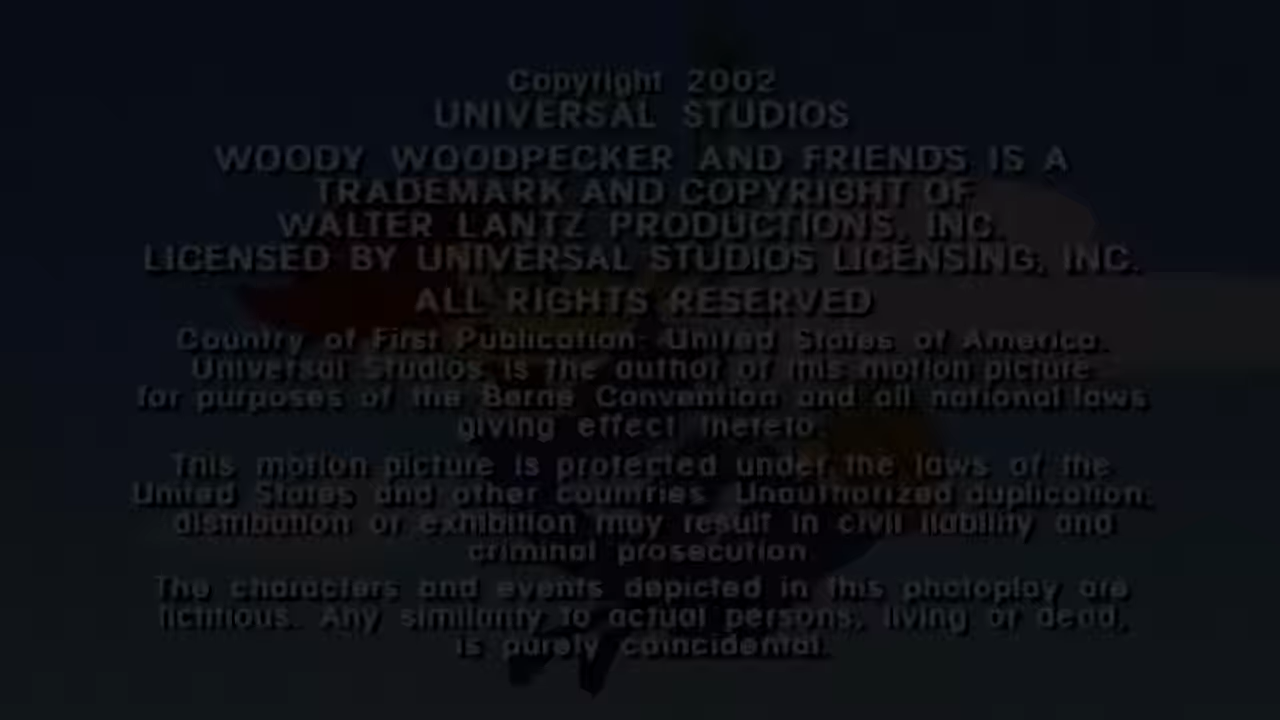 Copyright 2002
UNIVERSAL STUDIOS
WOODY WOODPECKER AND FRIENDS IS A
TRADEMARK AND COPYRIGHT OF
WALTER LANTZ PRODUCTIONS, INC.
LICENSED BY UNIVERSAL STUDIOS LICENSING, INC.
ALL RIGHTS RESERVED
Country of First Publication: United States of America.
Universal Studios is the author of this motion picture
for purposes of the Berne Convention and all national laws
giving effect thereto.
This motion picture is protected under the laws of the
United States and other countries. Unauthorized duplication,
distribution or exhibition may result in civil liability and
criminal prosecution.
The characters and events depicted in this photoplay are
fictitious. Any similarity to actual persons, living or dead,
is purely coincidental.